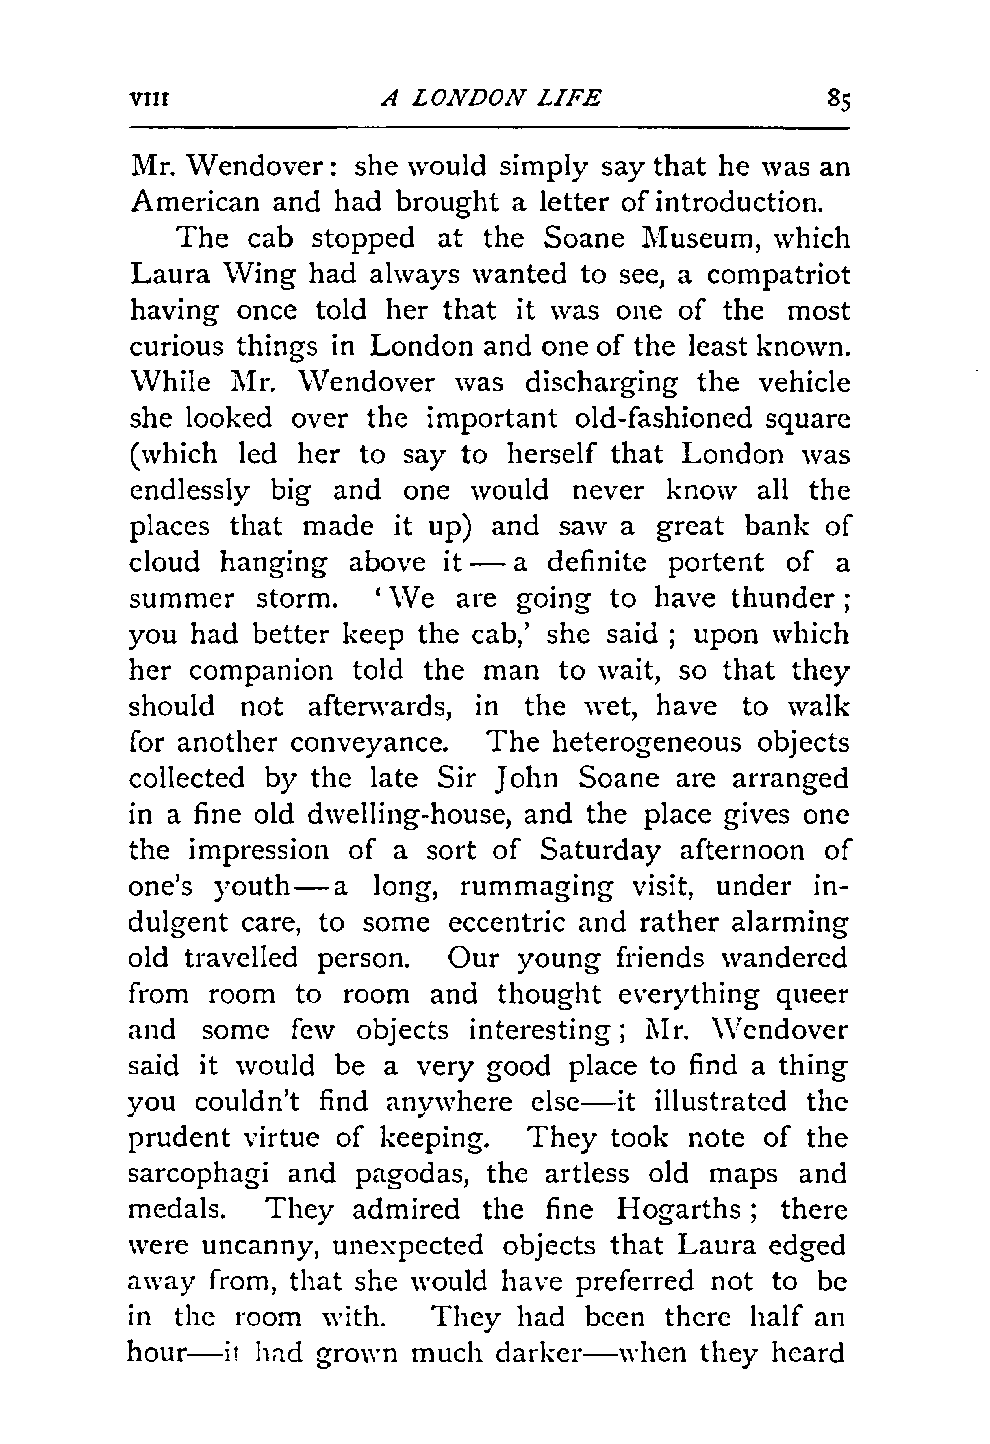 VIII A LONDON LIFE 85
Mr. Wendover: she would simply say that he was an
American and had brought a letter of introduction.
The cab stopped at the Soane Museum, which
Laura Wing had always wanted to see, a compatriot
having once told her that it was one of the most
curious things in London and one of the least known.
While Mr. Wendover was discharging the vehicle
she looked over the important old-fashioned square
(which led her to say to herself that London was
endlessly big and one would never know all the
places that made it up) and saw a great bank of
cloud hanging above it — a definite portent of a
summer storm. ‘We are going to have thunder;
you had better keep the cab,’ she said; upon which
her companion told the man to wait, so that they
should not afterwards, in the wet, have to walk
for another conveyance. The heterogeneous objects
collected by the late Sir John Soane are arranged
in a fine old dwelling-house, and the place gives one
the impression of a sort of Saturday afternoon of
one’s youth—a long, rummaging visit, under in-
dulgent care, to some eccentric and rather alarming
old travelled person. Our young friends wandered
from room to room and thought everything queer
and some few objects interesting; Mr. Wendover
said it would be a very good place to find a thing
you couldn’t find anywhere else—it illustrated the
prudent virtue of keeping. They took note of the
sarcophagi and pagodas, the artless old maps and
medals. They admired the fine Hogarths; there
were uncanny, unexpected objects that Laura edged
away from, that she would have preferred not to be
in the room with. They had been there half an
hour—it had grown much darker—when they heard